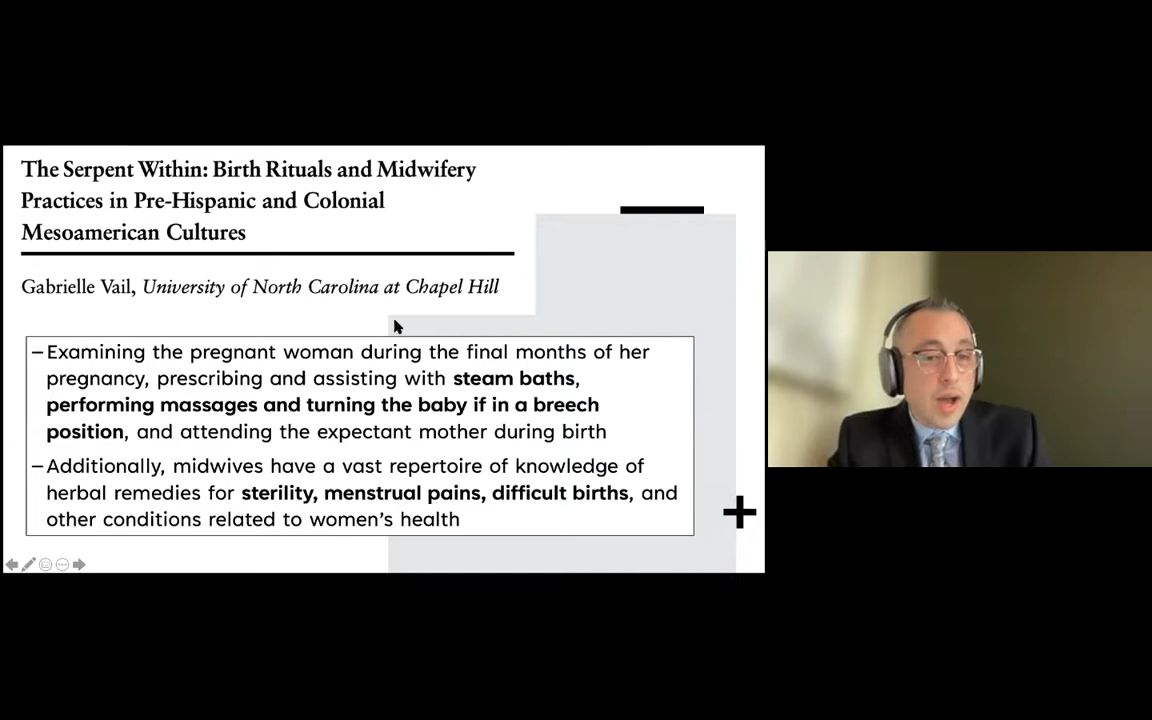 The Serpent Within: Birth Rituals and Midwifery
Practices in Pre-Hispanic and Colonial
Mesoamerican Cultures
Gabrielle Vail, University of North Carolina at Chapel Hill
–Examining the pregnant woman during the final months of her
pregnancy, prescribing and assisting with steam baths,
performing massages and turning the baby if in a breech
position, and attending the expectant mother during birth
–Additionally, midwives have a vast repertoire of knowledge of
herbal remedies for sterility, menstrual pains, difficult births, and
other conditions related to women's health